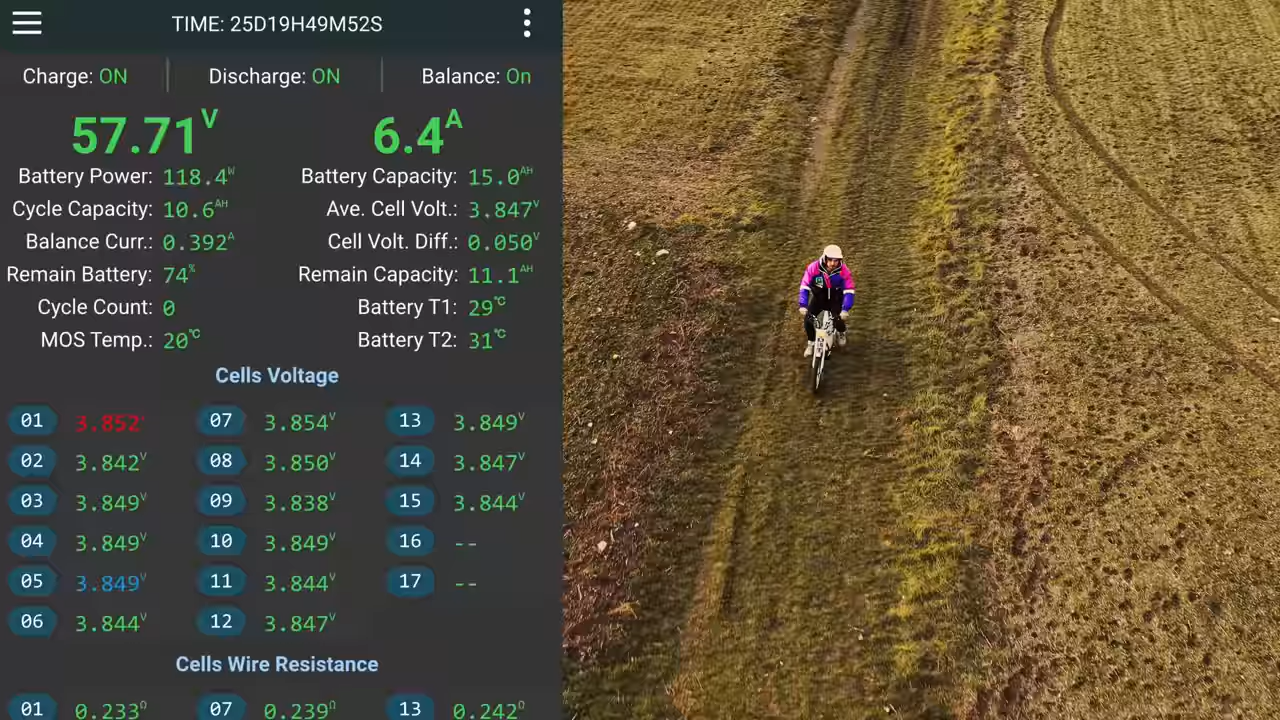 TIME: 25D19H49M52S
Charge: ON Discharge: ON Balance: On
57.71V 6.4A
Battery Power: 118.4W Battery Capacity: 15.0AH
Cycle Capacity: 10.6AH Ave. Cell Volt.: 3.847V
Balance Curr.: 0.392A Cell Volt. Diff.: 0.050V
Remain Battery: 74% Remain Capacity: 11.1AH
Cycle Count: 0 Battery T1: 29℃
MOS Temp.: 20℃ Battery T2: 31℃
Cells Voltage
01 3.852V 07 3.854V 13 3.849V
02 3.842V 08 3.850V 14 3.847V
03 3.849V 09 3.838V 15 3.844V
04 3.849V 10 3.849V 16 --
05 3.849V 11 3.844V 17 --
06 3.844V 12 3.847V
Cells Wire Resistance
01 0.233Ω 07 0.239Ω 13 0.242Ω